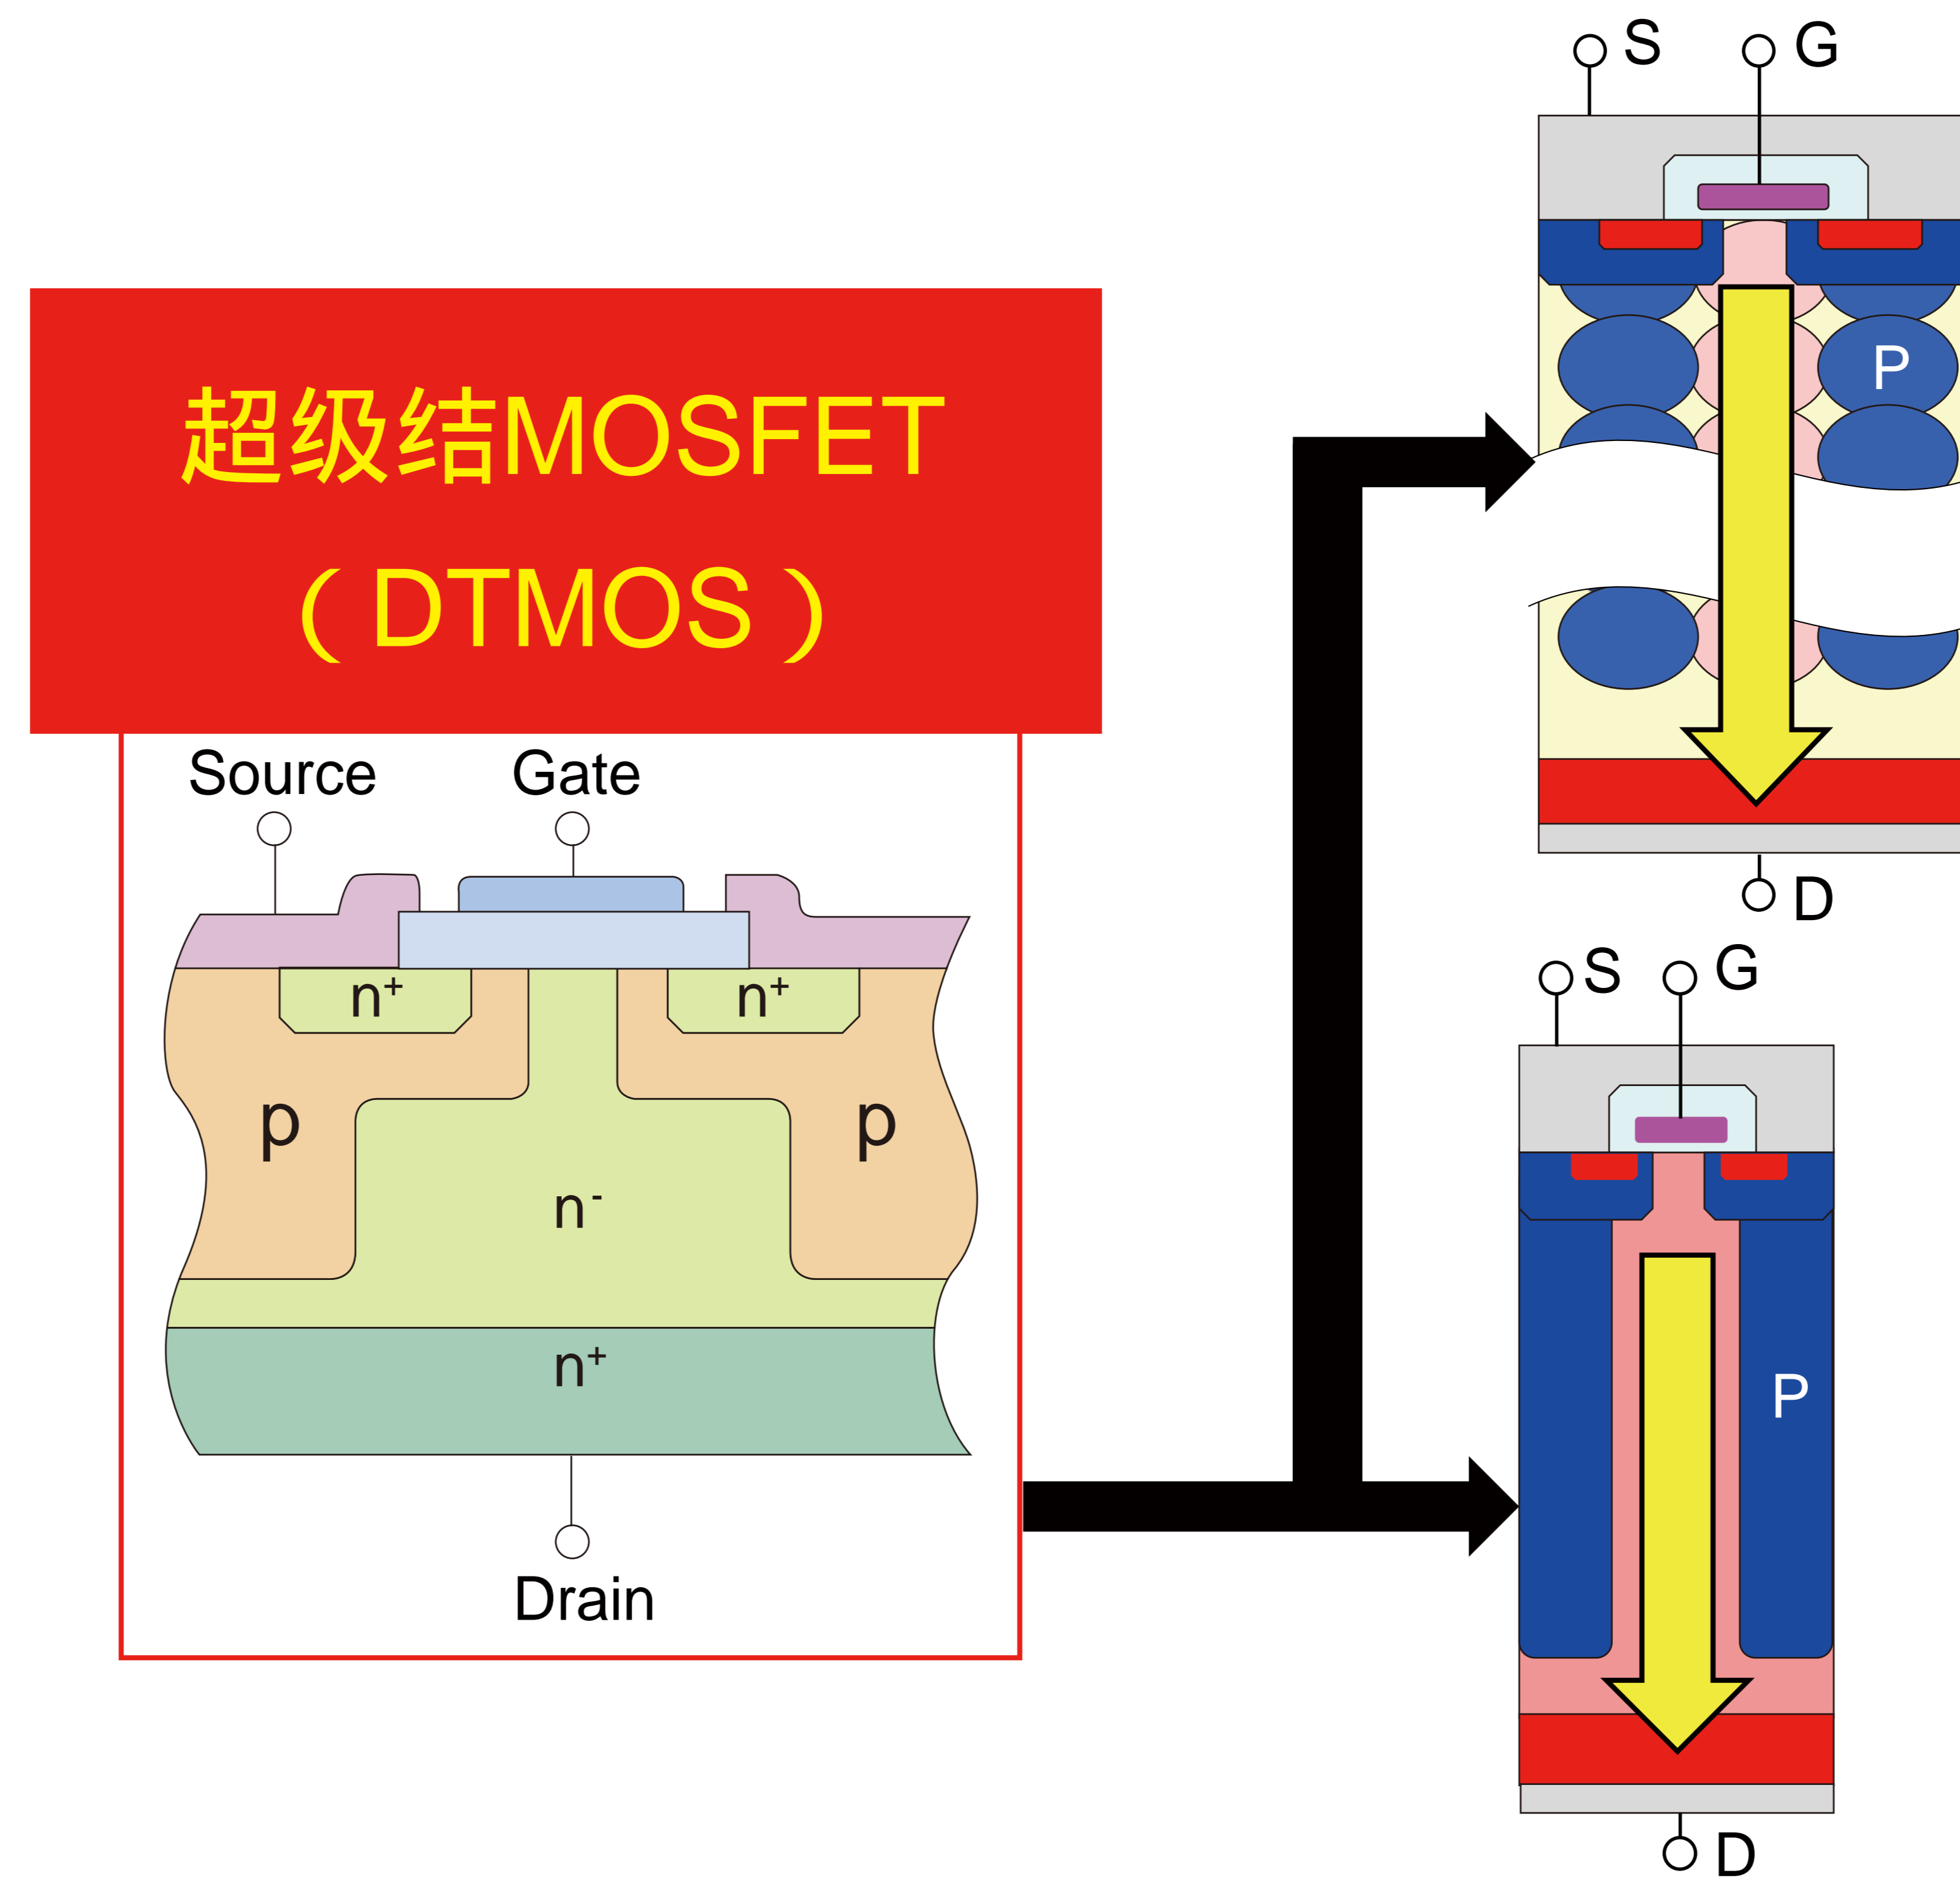 超级结MOSFET
（DTMOS）
Source
Gate
n+
n+
p
p
n-
n+
Drain
S
G
P
D
S
G
P
D